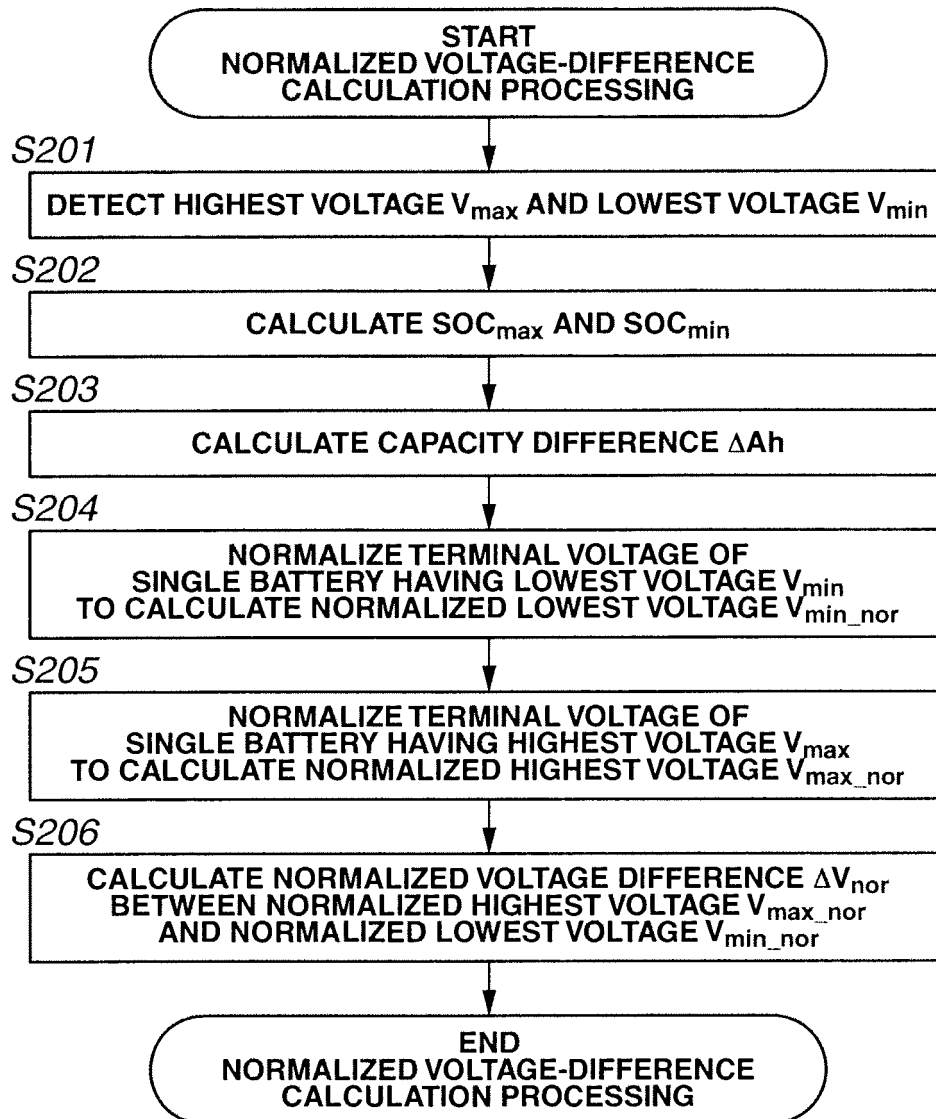 START
NORMALIZED VOLTAGE-DIFFERENCE
CALCULATION PROCESSING
S201
DETECT HIGHEST VOLTAGE Vmax AND LOWEST VOLTAGE Vmin
S202
CALCULATE SOCmax AND SOCmin
S203
CALCULATE CAPACITY DIFFERENCE ΔAh
S204
NORMALIZE TERMINAL VOLTAGE OF
SINGLE BATTERY HAVING LOWEST VOLTAGE Vmin
TO CALCULATE NORMALIZED LOWEST VOLTAGE Vmin_nor
S205
NORMALIZE TERMINAL VOLTAGE OF
SINGLE BATTERY HAVING HIGHEST VOLTAGE Vmax
TO CALCULATE NORMALIZED HIGHEST VOLTAGE Vmax_nor
S206
CALCULATE NORMALIZED VOLTAGE DIFFERENCE ΔVnor
BETWEEN NORMALIZED HIGHEST VOLTAGE Vmax_nor
AND NORMALIZED LOWEST VOLTAGE Vmin_nor
END
NORMALIZED VOLTAGE-DIFFERENCE
CALCULATION PROCESSING